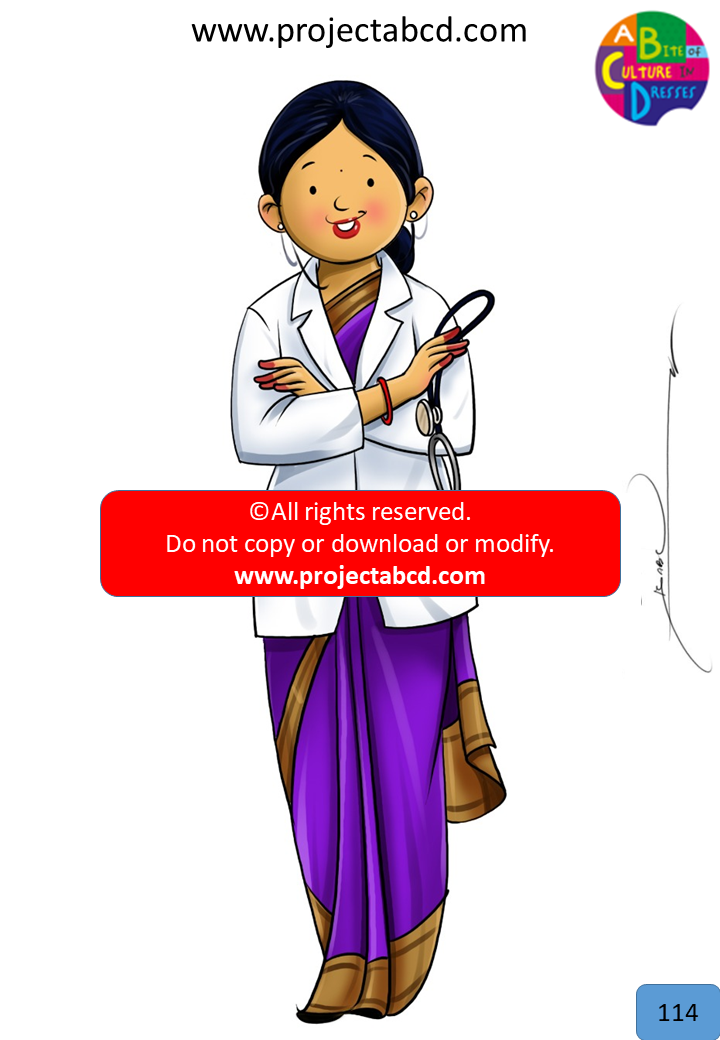 www.projectabcd.com
A BITE OF
CULTURE IN
DRESSES
©All rights reserved.
Do not copy or download or modify.
www.projectabcd.com
114